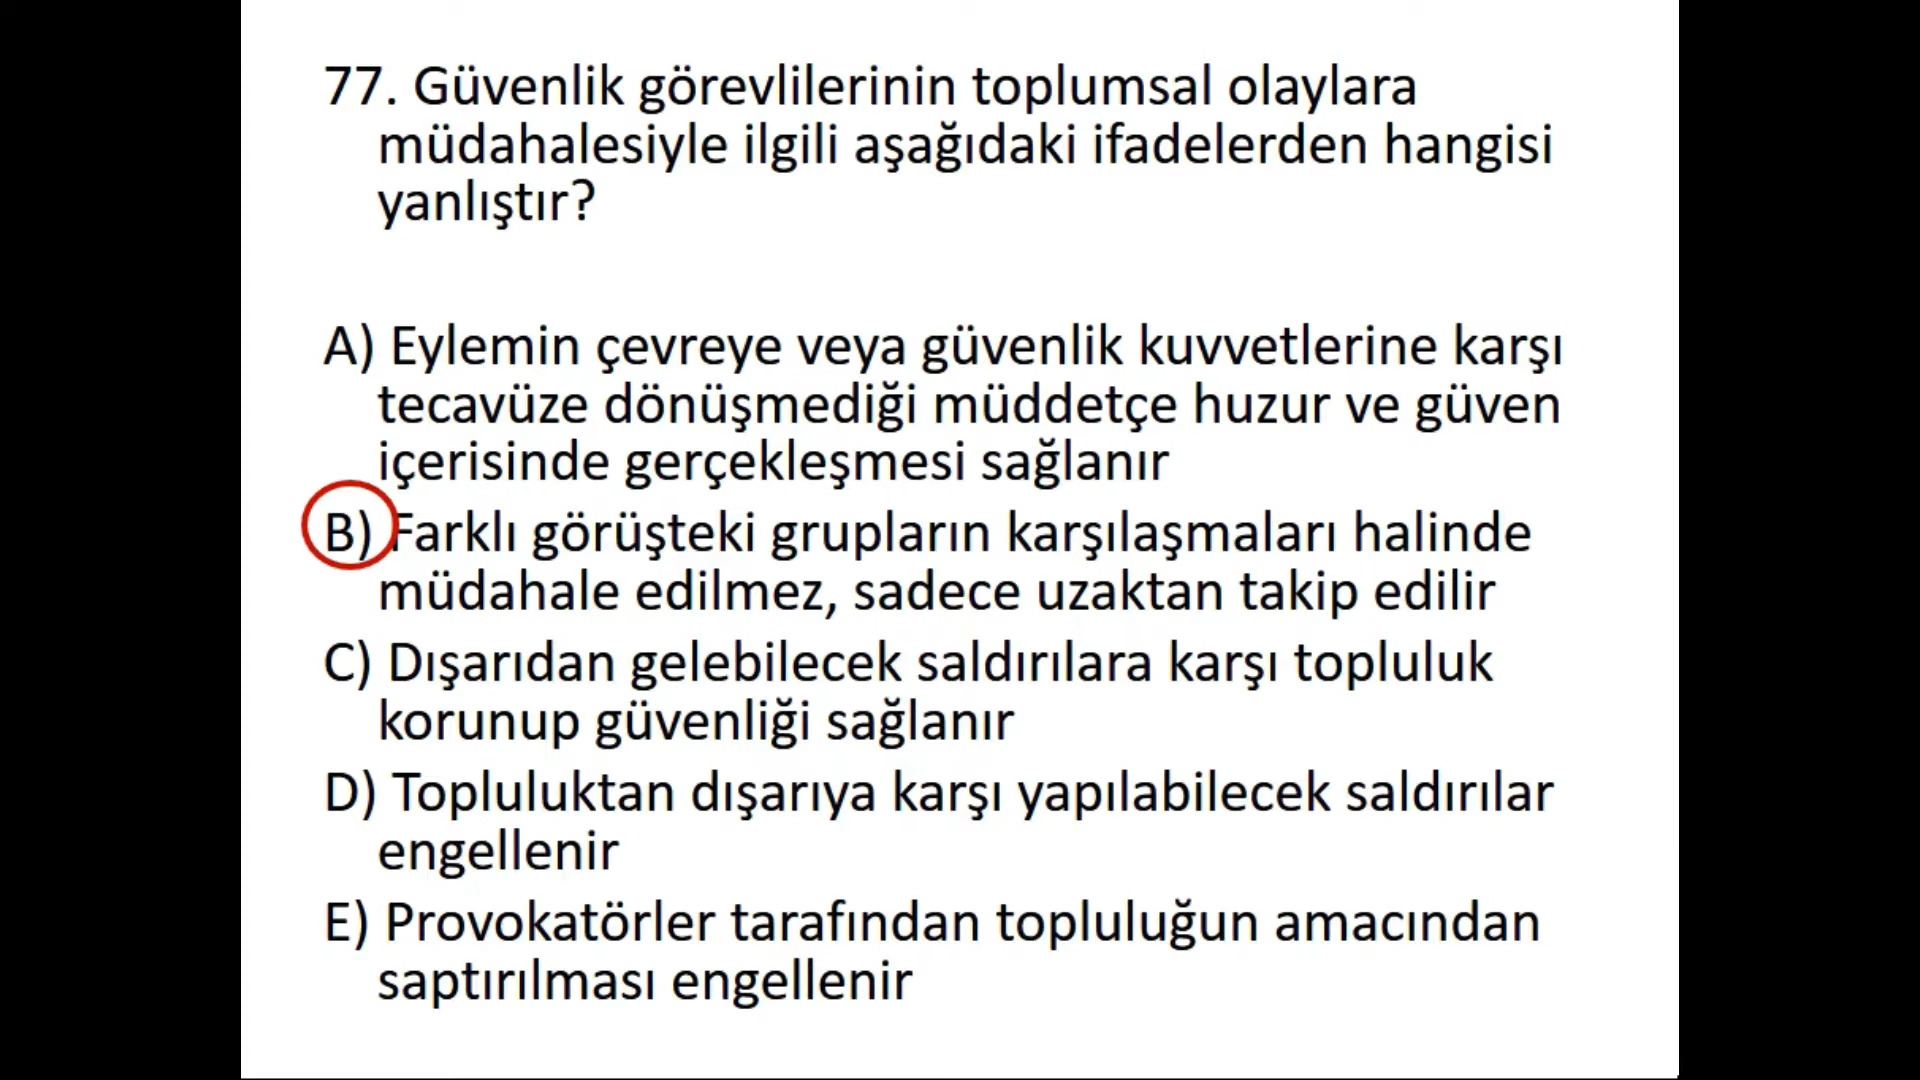 77. Güvenlik görevlilerinin toplumsal olaylara
müdahalesiyle ilgili aşağıdaki ifadelerden hangisi
yanlıştır?
A) Eylemin çevreye veya güvenlik kuvvetlerine karşı
tecavüze dönüşmediği müddetçe huzur ve güven
içerisinde gerçekleşmesi sağlanır
B) Farklı görüşteki grupların karşılaşmaları halinde
müdahale edilmez, sadece uzaktan takip edilir
C) Dışarıdan gelebilecek saldırılara karşı topluluk
korunup güvenliği sağlanır
D) Topluluktan dışarıya karşı yapılabilecek saldırılar
engellenir
E) Provokatörler tarafından topluluğun amacından
saptırılması engellenir